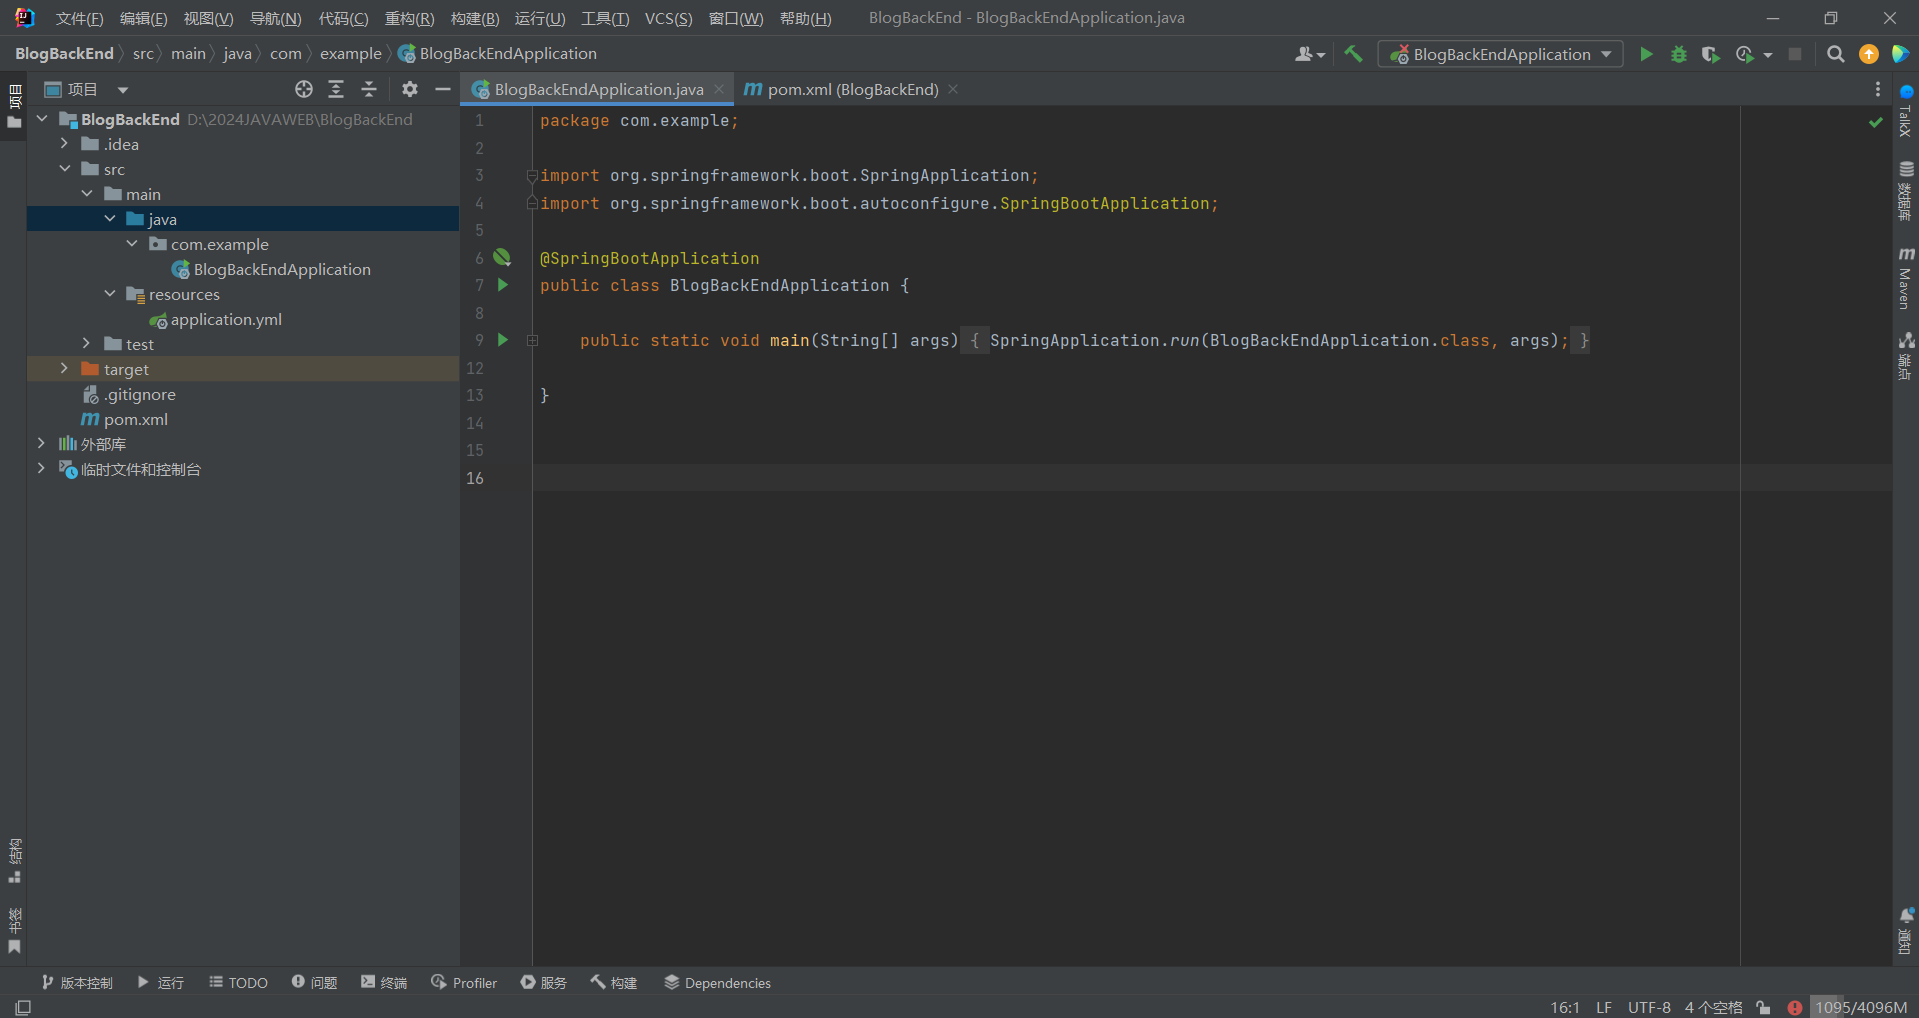 文件(F) 编辑(E) 视图(V) 导航(N) 代码(C) 重构(R) 构建(B) 运行(U) 工具(T) VCS(S) 窗口(W) 帮助(H) BlogBackEnd - BlogBackEndApplication.java
BlogBackEnd src main java com example BlogBackEndApplication
BlogBackEndApplication
项目
项目
BlogBackEnd D:\2024JAVAWEB\BlogBackEnd
.idea
src
main
java
com.example
BlogBackEndApplication
resources
application.yml
test
target
.gitignore
pom.xml
外部库
临时文件和控制台
结构
书签
BlogBackEndApplication.java pom.xml (BlogBackEnd)
1 package com.example;
2
3 import org.springframework.boot.SpringApplication;
4 import org.springframework.boot.autoconfigure.SpringBootApplication;
5
6 @SpringBootApplication
7 public class BlogBackEndApplication {
8
9 public static void main(String[] args) { SpringApplication.run(BlogBackEndApplication.class, args); }
12
13 }
14
15
16
TalkX
数据库
m Maven
端点
通知
版本控制 运行 TODO 问题 终端 Profiler 服务 构建 Dependencies
16:1 LF UTF-8 4 个空格 1095/4096M